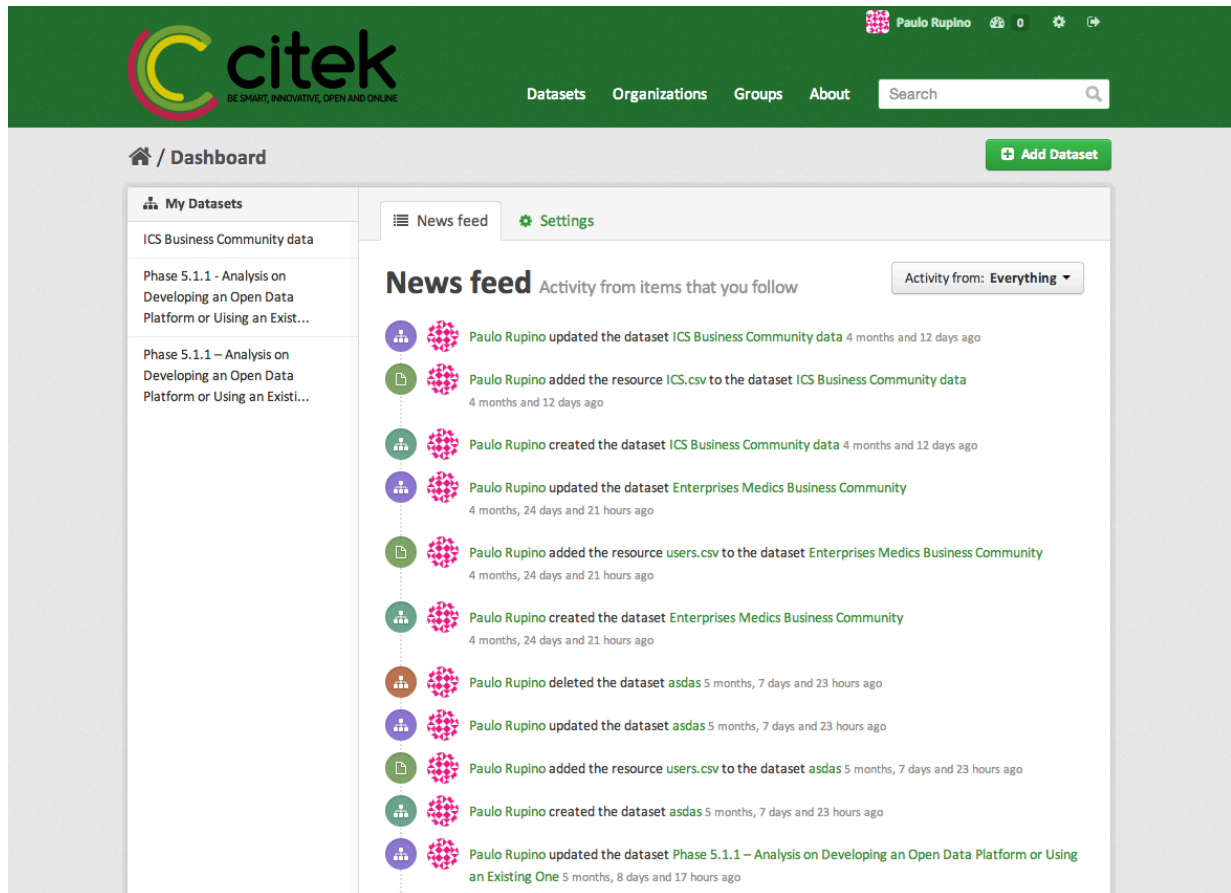 Paulo Rupino 0
citek
BE SMART, INNOVATIVE, OPEN AND ONLINE
Datasets Organizations Groups About Search
/ Dashboard
Add Dataset
My Datasets
ICS Business Community data
Phase 5.1.1 - Analysis on
Developing an Open Data
Platform or Uising an Exist...
Phase 5.1.1 – Analysis on
Developing an Open Data
Platform or Using an Existi...
News feed Settings
News feed Activity from items that you follow
Activity from: Everything
Paulo Rupino updated the dataset ICS Business Community data 4 months and 12 days ago
Paulo Rupino added the resource ICS.csv to the dataset ICS Business Community data
4 months and 12 days ago
Paulo Rupino created the dataset ICS Business Community data 4 months and 12 days ago
Paulo Rupino updated the dataset Enterprises Medics Business Community
4 months, 24 days and 21 hours ago
Paulo Rupino added the resource users.csv to the dataset Enterprises Medics Business Community
4 months, 24 days and 21 hours ago
Paulo Rupino created the dataset Enterprises Medics Business Community
4 months, 24 days and 21 hours ago
Paulo Rupino deleted the dataset asdas 5 months, 7 days and 23 hours ago
Paulo Rupino updated the dataset asdas 5 months, 7 days and 23 hours ago
Paulo Rupino added the resource users.csv to the dataset asdas 5 months, 7 days and 23 hours ago
Paulo Rupino created the dataset asdas 5 months, 7 days and 23 hours ago
Paulo Rupino updated the dataset Phase 5.1.1 – Analysis on Developing an Open Data Platform or Using
an Existing One 5 months, 8 days and 17 hours ago